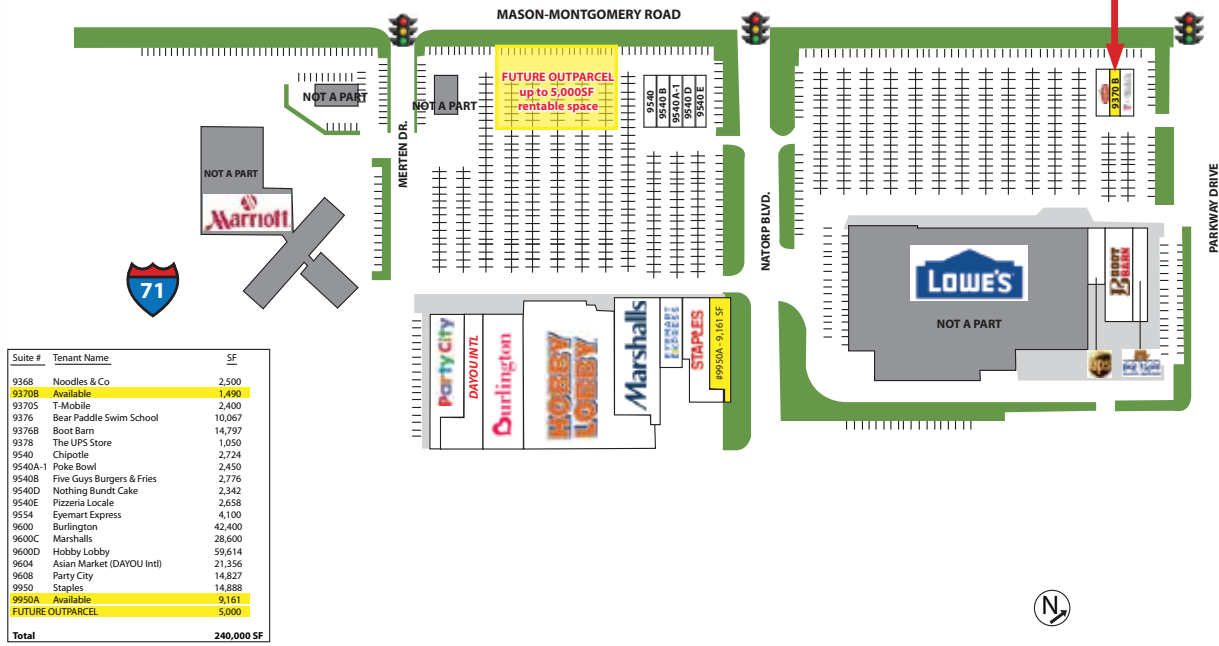 MASON-MONTGOMERY ROAD
NOT A PART
NOT A PART
FUTURE OUTPARCEL
up to 5,000SF
rentable space
9540
9540 B
9540 A-1
9540 D
9540 E
9370 B
T-Mobile
MERTEN DR.
NATORP BLVD.
PARKWAY DRIVE
NOT A PART
Marriott
71
Party City
DAYOU INTL
Burlington
HOBBY
LOBBY
Marshalls
EYEMART
EXPRESS
STAPLES
#9950A - 9,161 SF
LOWE'S
NOT A PART
BOOT
BARN
ups
Suite # Tenant Name SF
9368 Noodles & Co 2,500
9370B Available 1,490
9370S T-Mobile 2,400
9376 Bear Paddle Swim School 10,067
9376B Boot Barn 14,797
9378 The UPS Store 1,050
9540 Chipotle 2,724
9540A-1 Poke Bowl 2,450
9540B Five Guys Burgers & Fries 2,776
9540D Nothing Bundt Cake 2,342
9540E Pizzeria Locale 2,658
9554 Eyemart Express 4,100
9600 Burlington 42,400
9600C Marshalls 28,600
9600D Hobby Lobby 59,614
9604 Asian Market (DAYOU Intl) 21,356
9608 Party City 14,827
9950 Staples 14,888
9950A Available 9,161
FUTURE OUTPARCEL 5,000
Total 240,000 SF
N